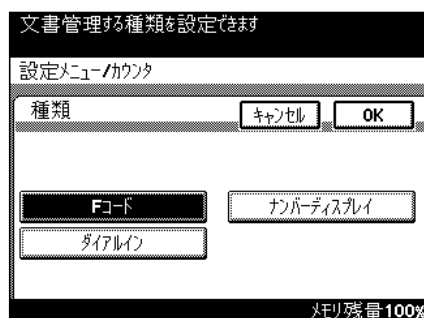 文書管理する種類を設定できます
設定ﾒﾆｭｰ/ｶｳﾝﾀ
種類 ｷｬﾝｾﾙ OK
Fｺｰﾄﾞ ﾅﾝﾊﾞｰﾃﾞｨｽﾌﾟﾚｲ
ﾀﾞｲｱﾙｲﾝ
ﾒﾓﾘ残量100%